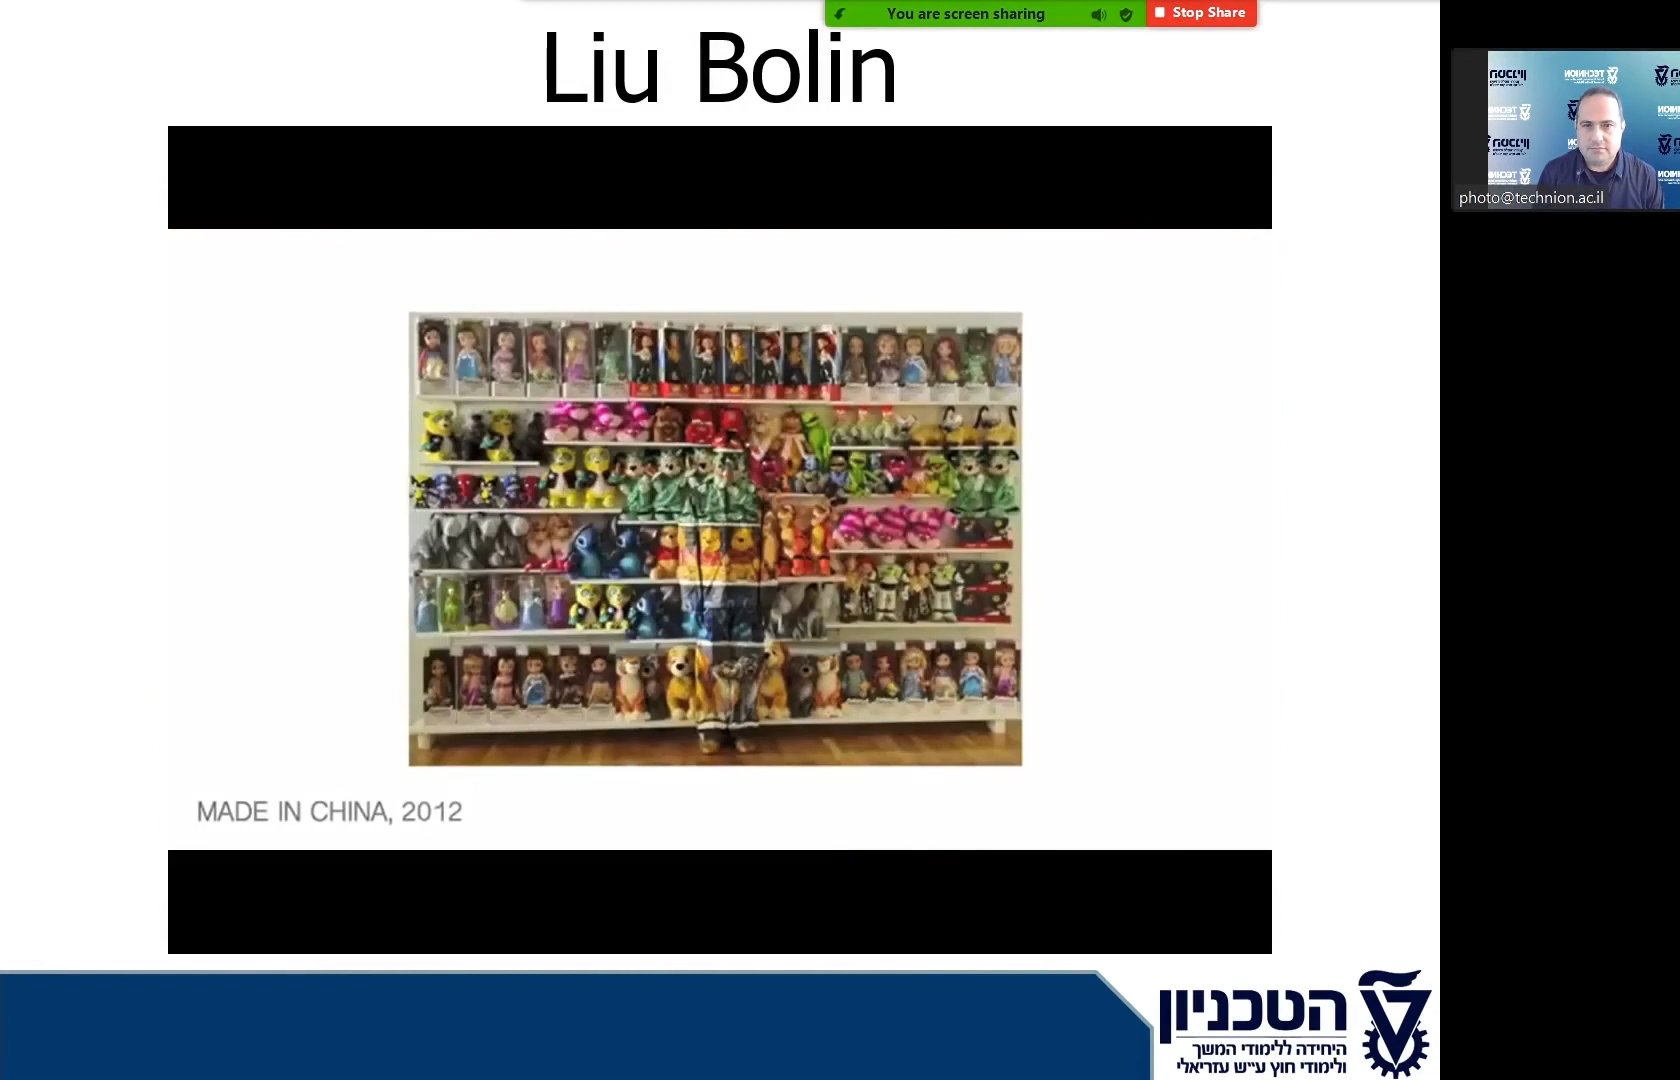 You are screen sharing
Stop Share
Liu Bolin
MADE IN CHINA, 2012
photo@technion.ac.il
הטכניון
היחידה ללימודי המשך
ולימודי חוץ ע״ש עזריאלי